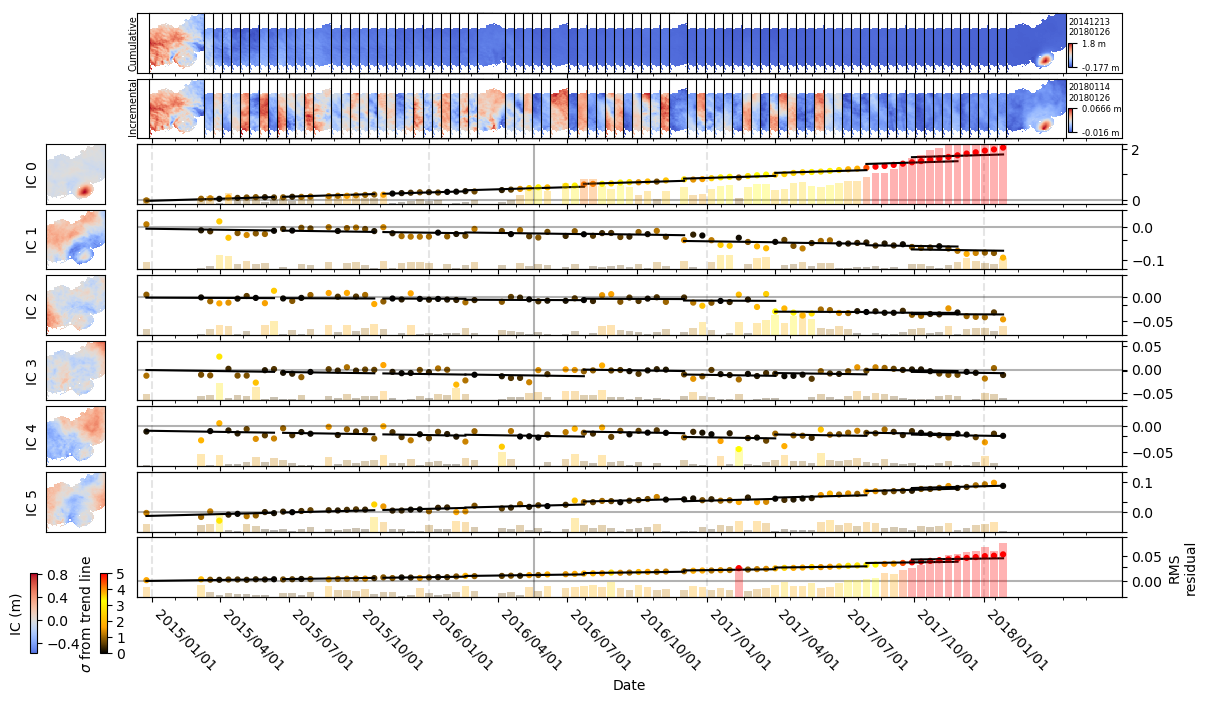 Cumulative
20141213
20180126
1.8 m
-0.177 m
Incremental
20180114
20180126
0.0666 m
-0.016 m
IC 0
2
0
IC 1
0.0
−0.1
IC 2
0.00
−0.05
IC 3
0.05
0.00
−0.05
IC 4
0.00
−0.05
IC 5
0.1
0.0
0.05
0.00
RMS
residual
IC (m)
0.8
0.4
0.0
−0.4
σ from trend line
5
4
3
2
1
0
2015/01/01
2015/04/01
2015/07/01
2015/10/01
2016/01/01
2016/04/01
2016/07/01
2016/10/01
2017/01/01
2017/04/01
2017/07/01
2017/10/01
2018/01/01
Date